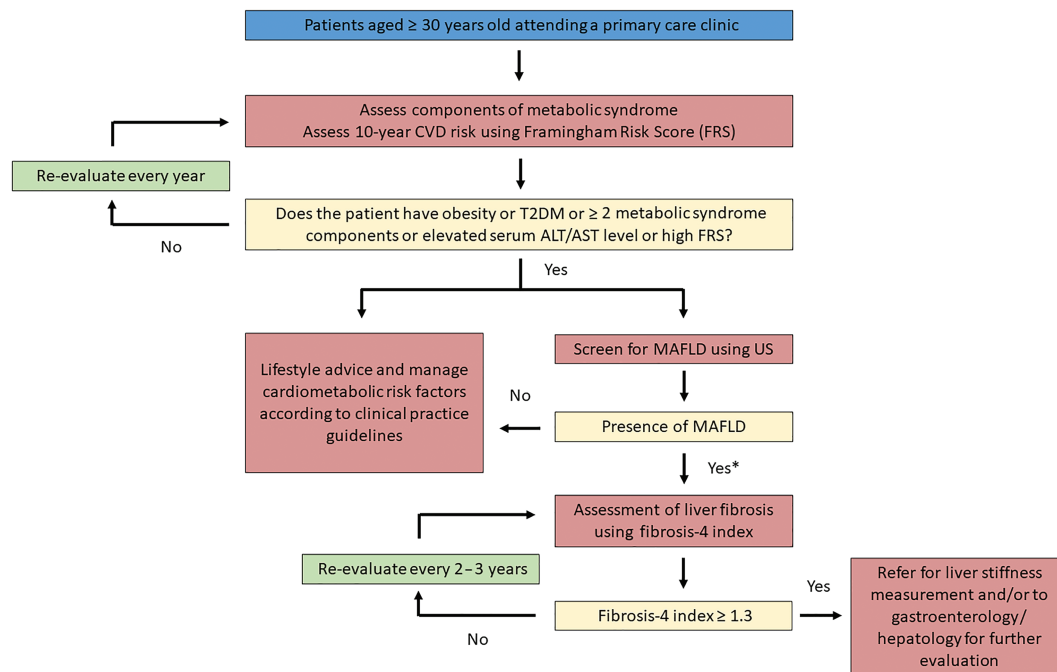 Patients aged ≥ 30 years old attending a primary care clinic
Assess components of metabolic syndrome
Assess 10-year CVD risk using Framingham Risk Score (FRS)
Re-evaluate every year
Does the patient have obesity or T2DM or ≥ 2 metabolic syndrome
components or elevated serum ALT/AST level or high FRS?
No
Yes
Lifestyle advice and manage
cardiometabolic risk factors
according to clinical practice
guidelines
Screen for MAFLD using US
No
Presence of MAFLD
Yes*
Assessment of liver fibrosis
using fibrosis-4 index
Re-evaluate every 2–3 years
Fibrosis-4 index ≥ 1.3
No
Yes
Refer for liver stiffness
measurement and/or to
gastroenterology/
hepatology for further
evaluation